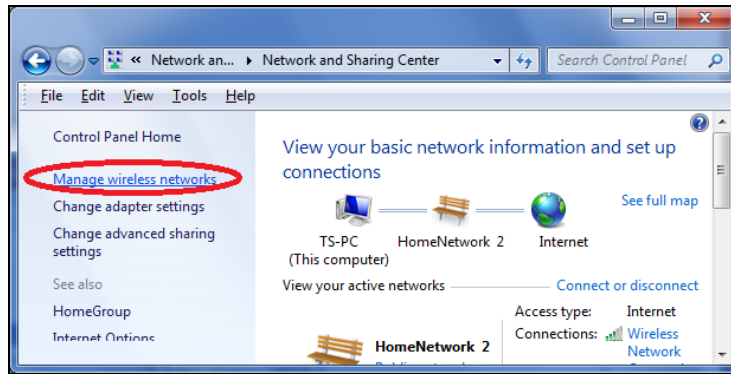 « Network an... ▸ Network and Sharing Center
Search Control Panel
File Edit View Tools Help
Control Panel Home
Manage wireless networks
Change adapter settings
Change advanced sharing
settings
See also
HomeGroup
Internet Options
View your basic network information and set up
connections
See full map
TS-PC HomeNetwork 2 Internet
(This computer)
View your active networks Connect or disconnect
Access type: Internet
Connections: Wireless
Network
HomeNetwork 2